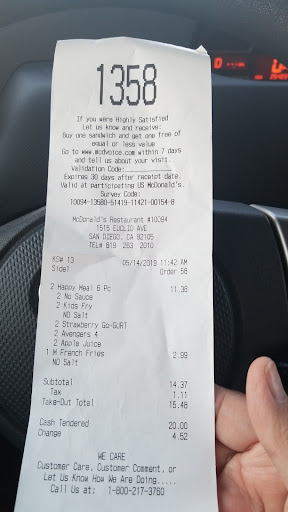 1358
If you were Highly Satisfied
Let us know and receive:
Buy one sandwich and get one free of
equal or less value
Go to www.mcdvoice.com within 7 days
and tell us about your visit.
Validation Code:
Expires 30 days after receipt date.
Valid at participating US McDonald's.
Survey Code:
10094-13580-51419-11421-00154-8
McDonald's Restaurant #10094
1515 EUCLID AVE
SAN DIEGO, CA 92105
TEL# 619 263 2010
KS# 13 05/14/2019 11:42 AM
Side1 Order 58
2 Happy Meal 6 Pc 11.38
2 No Sauce
2 Kids Fry
NO Salt
2 Strawberry Go-GURT
2 Avengers 4
2 Apple Juice
1 M French Fries 2.99
NO Salt
Subtotal 14.37
Tax 1.11
Take-Out Total 15.48
Cash Tendered 20.00
Change 4.52
WE CARE
Customer Care, Customer Comment, or
Let Us Know How We Are Doing.....
Call Us at: 1-800-217-3760